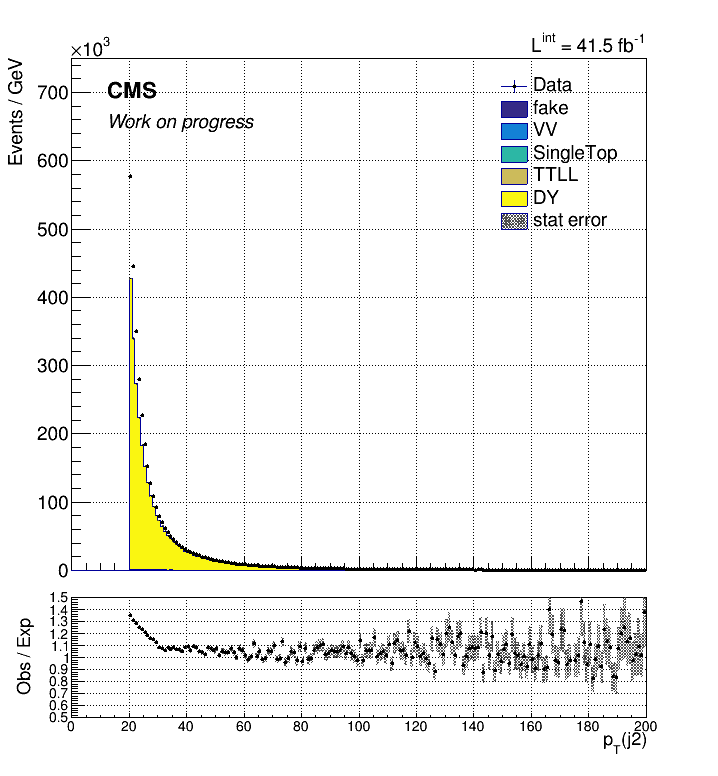 ×10³
L^int = 41.5 fb⁻¹
Events / GeV
CMS
Work on progress
Data
fake
VV
SingleTop
TTLL
DY
stat error
700
600
500
400
300
200
100
0
Obs / Exp
1.5
1.4
1.3
1.2
1.1
1
0.9
0.8
0.7
0.6
0.5
0 20 40 60 80 100 120 140 160 180 200
p_T(j2)